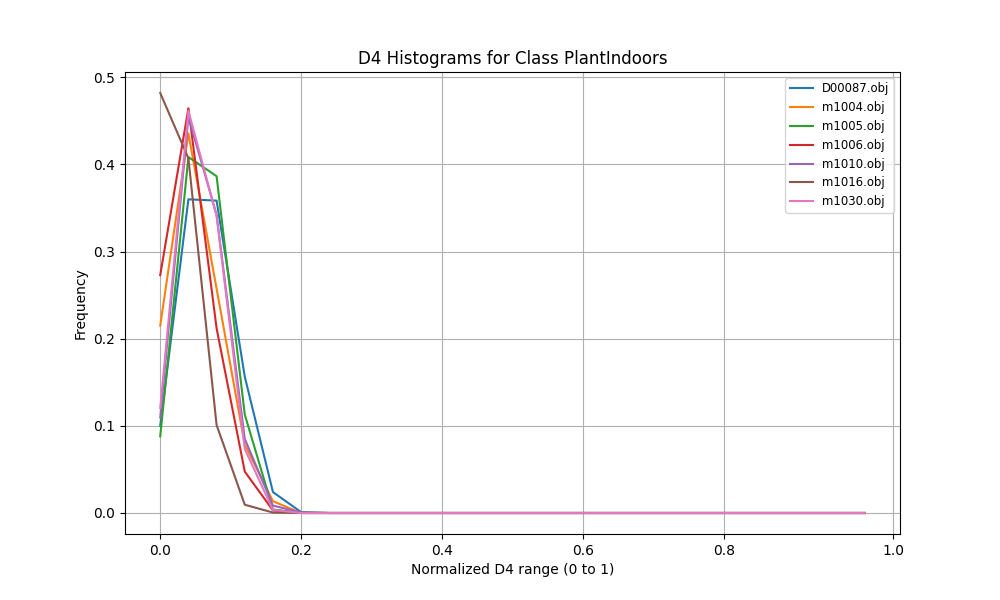 D4 Histograms for Class PlantIndoors
0.5
0.4
0.3
0.2
0.1
0.0
Frequency
D00087.obj
m1004.obj
m1005.obj
m1006.obj
m1010.obj
m1016.obj
m1030.obj
0.0 0.2 0.4 0.6 0.8 1.0
Normalized D4 range (0 to 1)